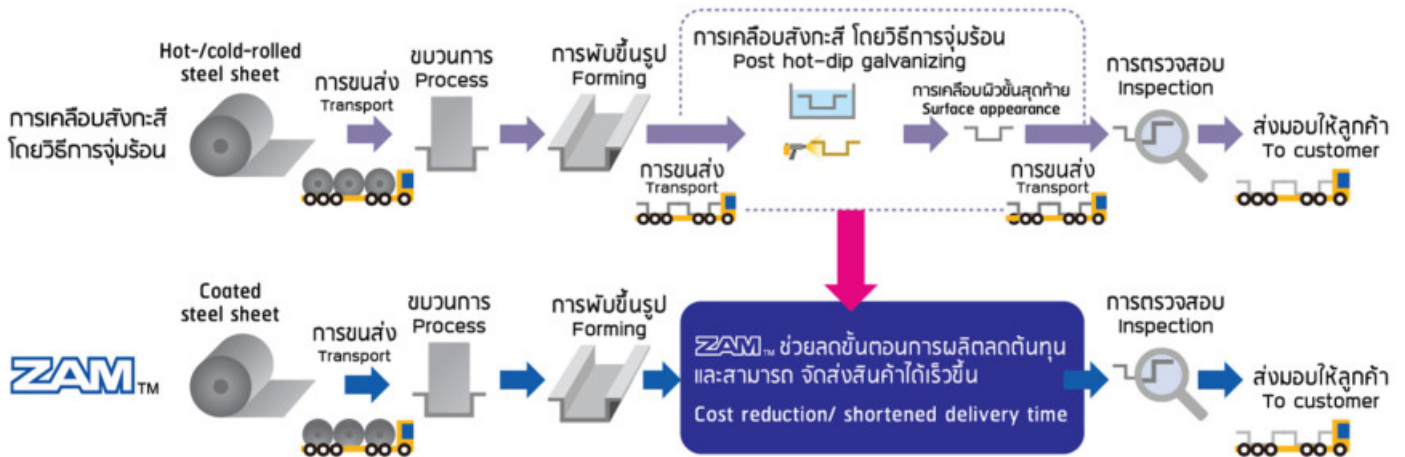 การเคลือบสังกะสี
โดยวิธีการจุ่มร้อน
Hot-/cold-rolled
steel sheet
การขนส่ง
Transport
ขบวนการ
Process
การพับขึ้นรูป
Forming
การขนส่ง
Transport
การเคลือบสังกะสี โดยวิธีการจุ่มร้อน
Post hot-dip galvanizing
การเคลือบผิวขั้นสุดท้าย
Surface appearance
การขนส่ง
Transport
การตรวจสอบ
Inspection
ส่งมอบให้ลูกค้า
To customer
ZAM™
Coated
steel sheet
การขนส่ง
Transport
ขบวนการ
Process
การพับขึ้นรูป
Forming
ZAM™ ช่วยลดขั้นตอนการผลิตลดต้นทุน
และสามารถ จัดส่งสินค้าได้เร็วขึ้น
Cost reduction/ shortened delivery time
การตรวจสอบ
Inspection
ส่งมอบให้ลูกค้า
To customer